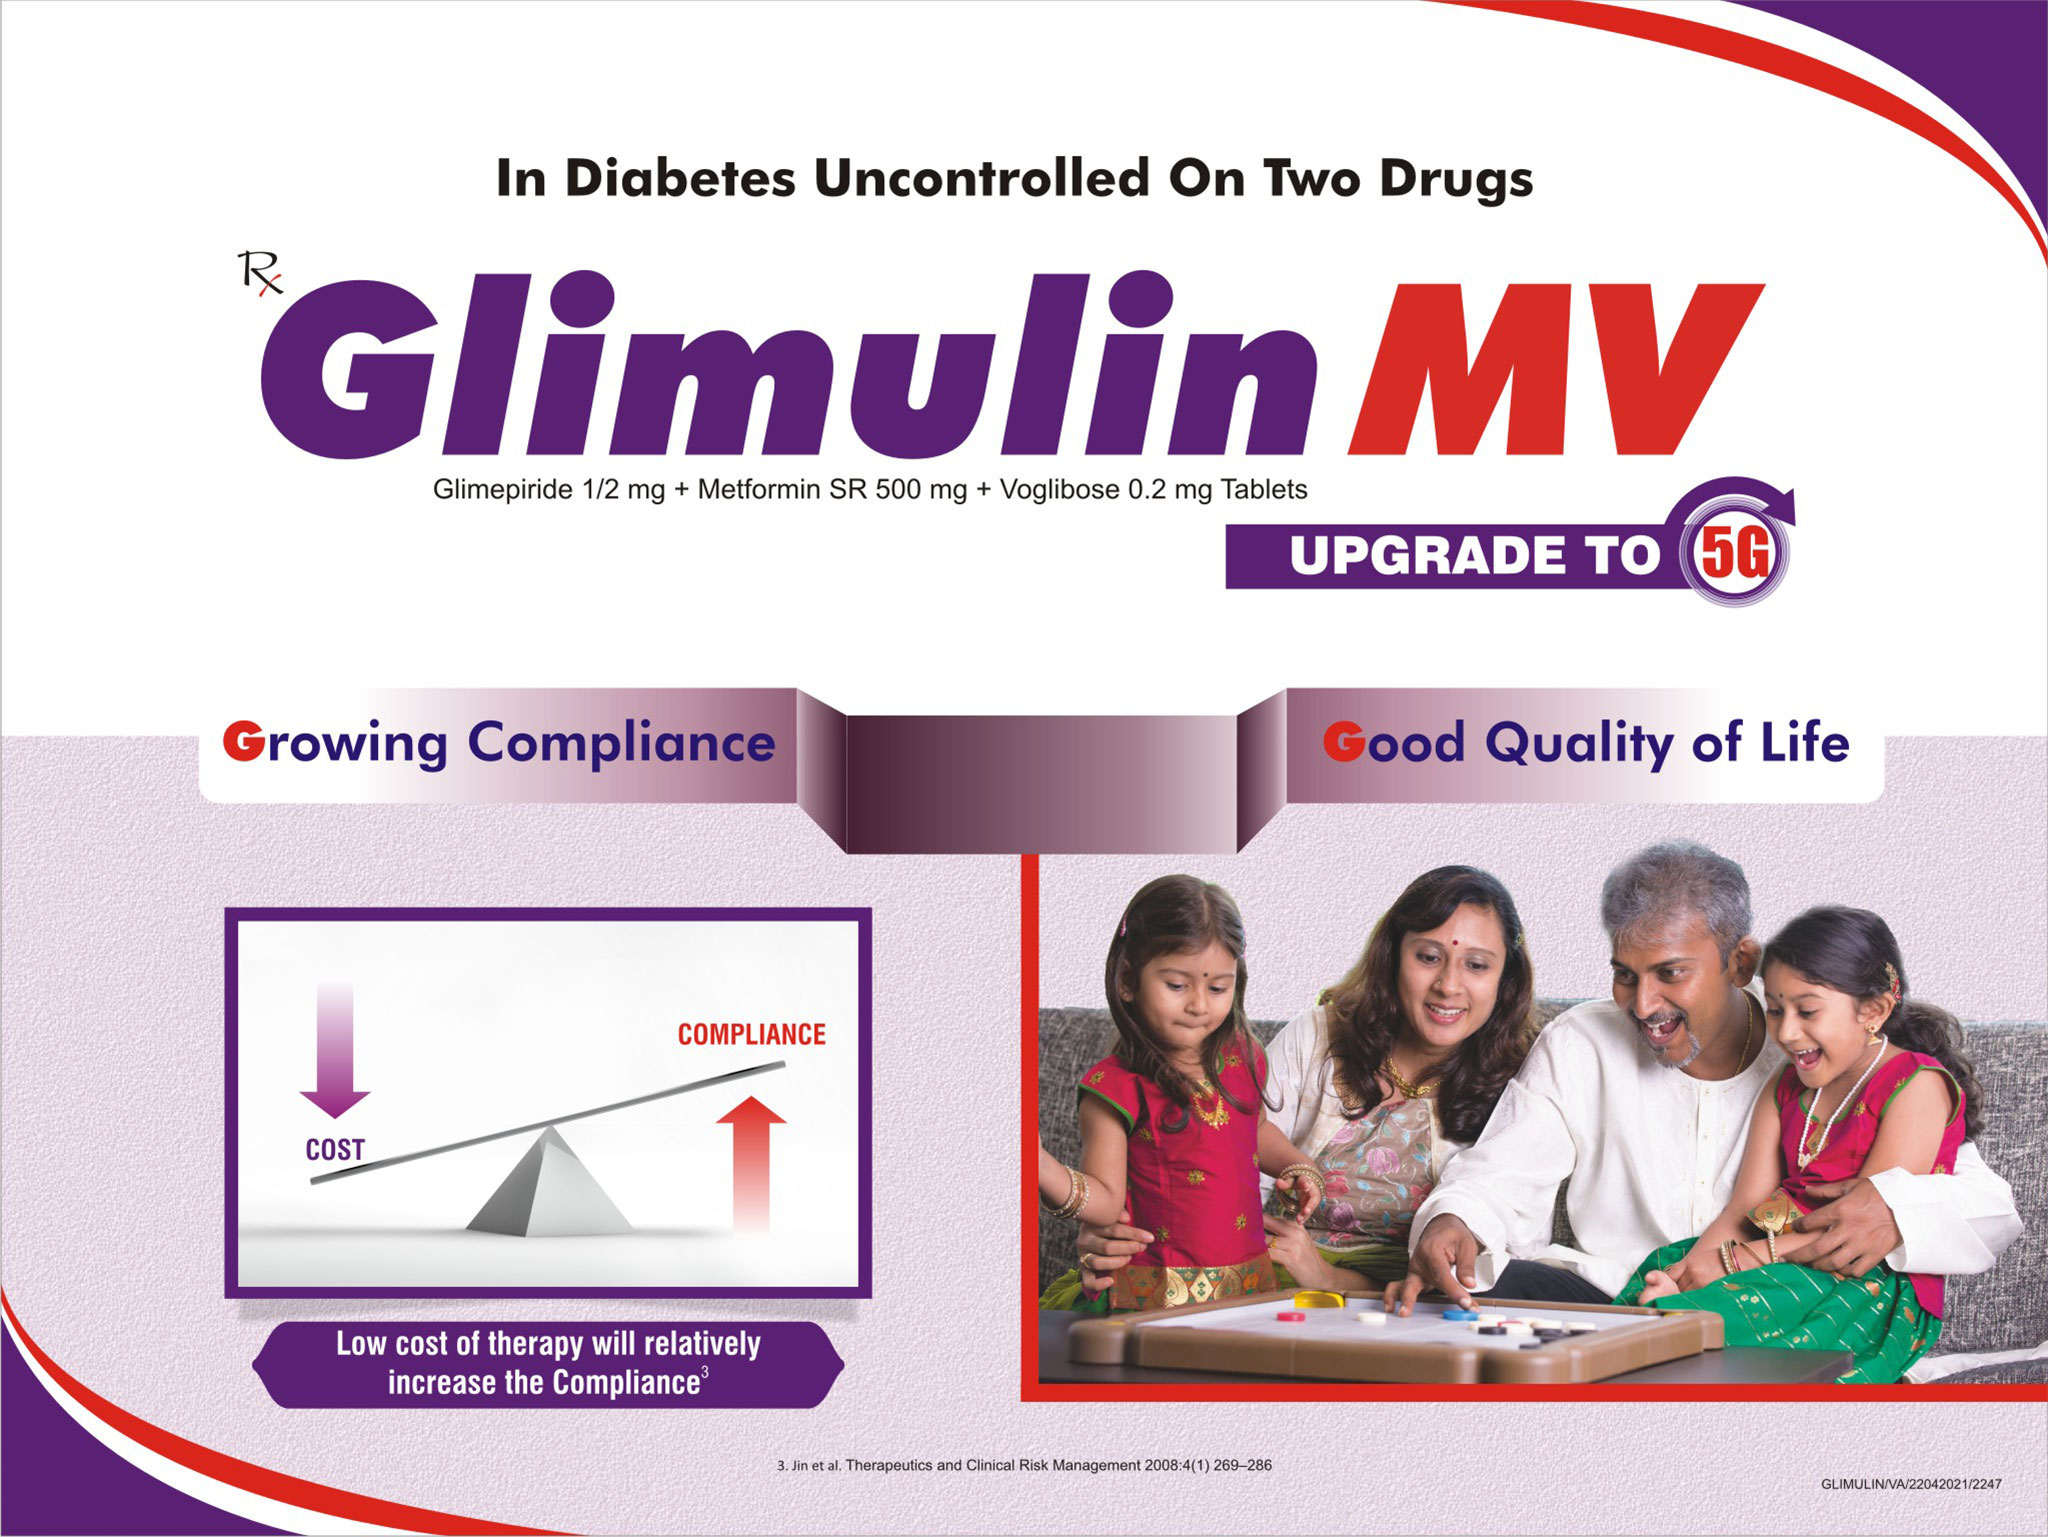 In Diabetes Uncontrolled On Two Drugs
Rx
Glimulin MV
Glimepiride 1/2 mg + Metformin SR 500 mg + Voglibose 0.2 mg Tablets
UPGRADE TO 5G
Growing Compliance
Good Quality of Life
COMPLIANCE
COST
Low cost of therapy will relatively
increase the Compliance³
3. Jin et al. Therapeutics and Clinical Risk Management 2008:4(1) 269–286
GLIMULIN/VA/22042021/2247